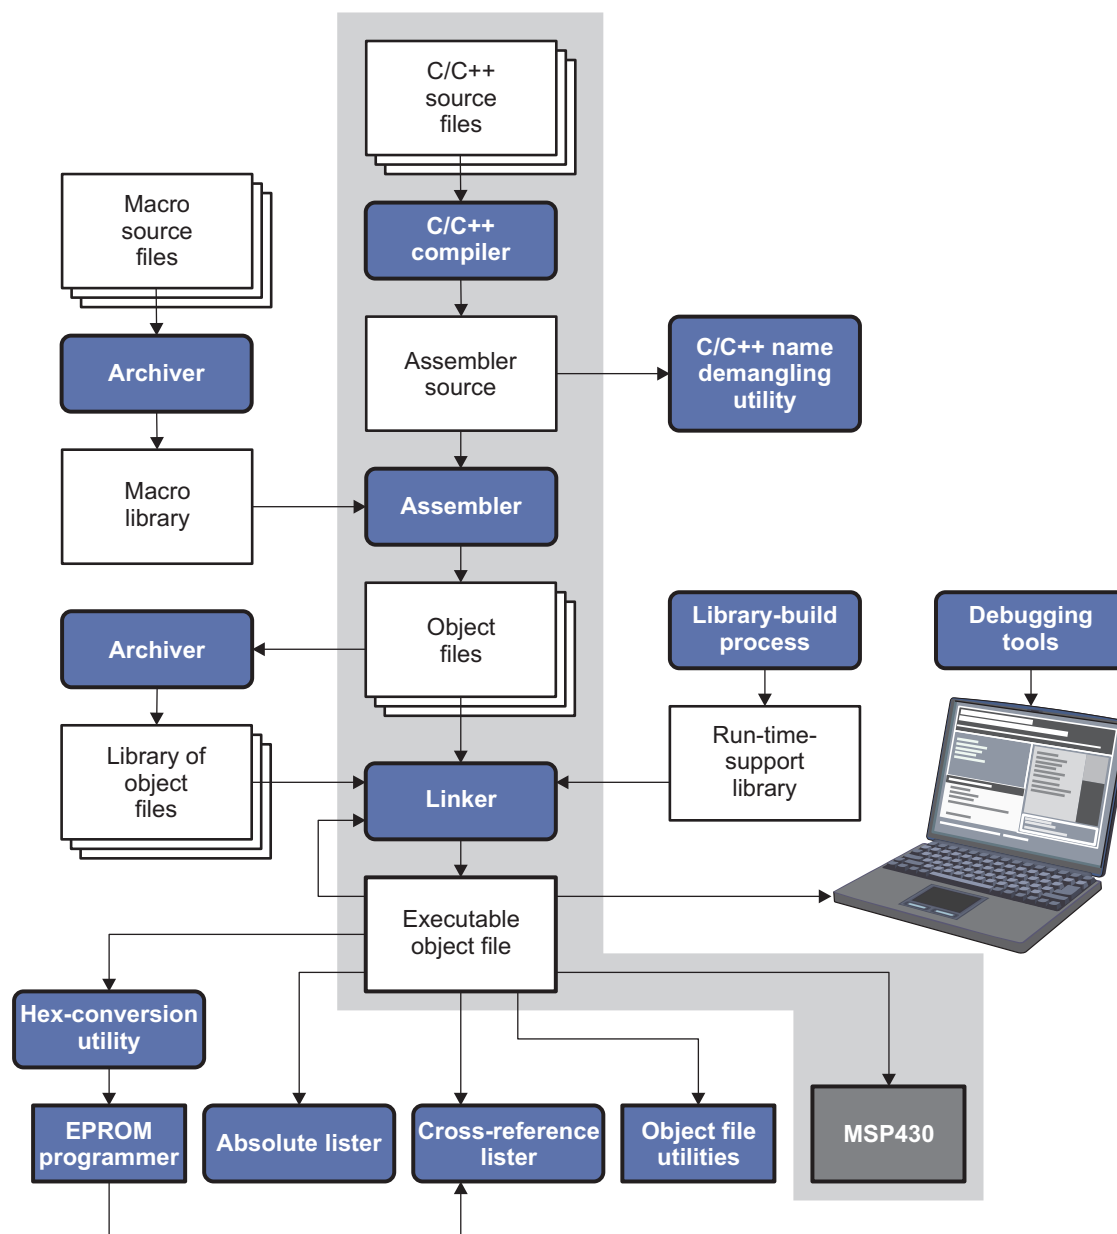 C/C++
source
files
Macro
source
files
C/C++
compiler
Archiver
Assembler
source
C/C++ name
demangling
utility
Macro
library
Assembler
Archiver
Object
files
Library-build
process
Debugging
tools
Library of
object
files
Linker
Run-time-
support
library
Executable
object file
Hex-conversion
utility
EPROM
programmer
Absolute lister
Cross-reference
lister
Object file
utilities
MSP430